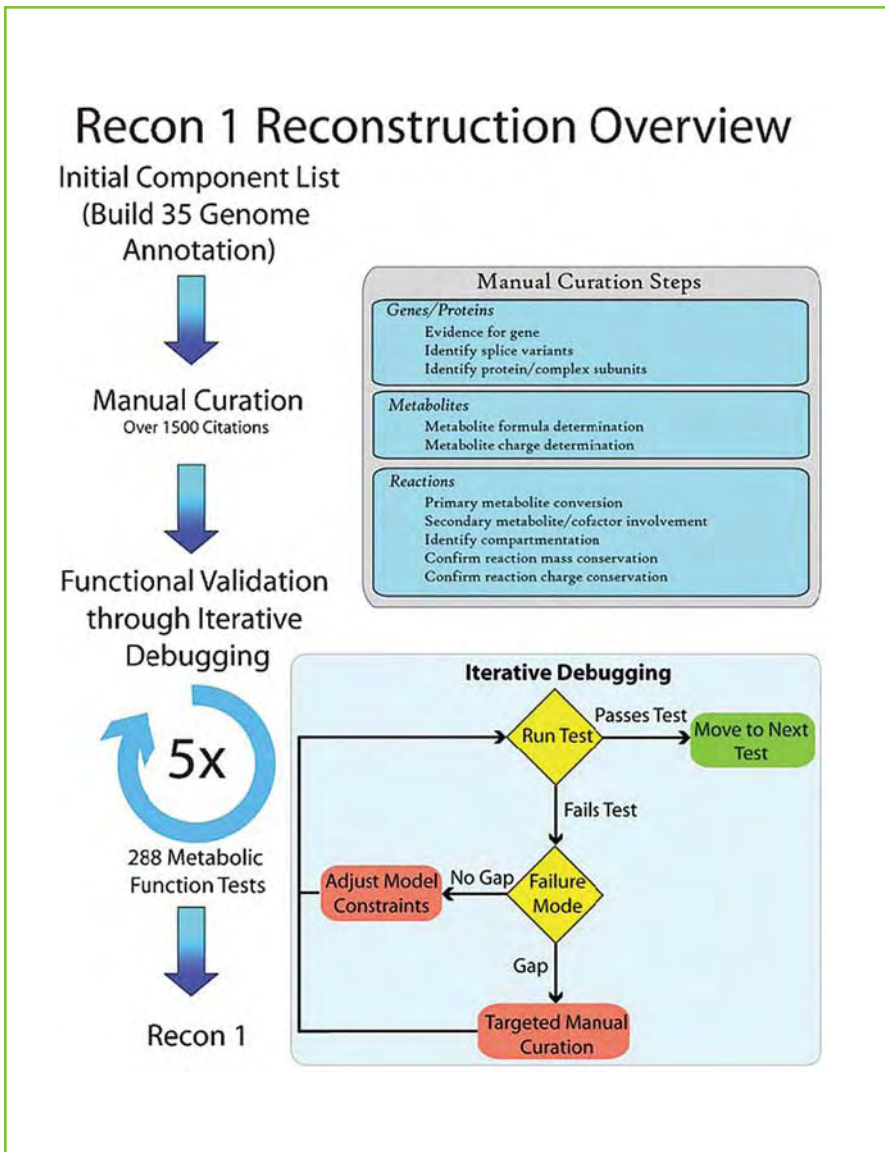 Recon 1 Reconstruction Overview
Initial Component List
(Build 35 Genome
Annotation)
Manual Curation
Over 1500 Citations
Functional Validation
through Iterative
Debugging
5x
288 Metabolic
Function Tests
Recon 1
Manual Curation Steps
Genes/Proteins
Evidence for gene
Identify splice variants
Identify protein/complex subunits
Metabolites
Metabolite formula determination
Metabolite charge determination
Reactions
Primary metabolite conversion
Secondary metabolite/cofactor involvement
Identify compartmentation
Confirm reaction mass conservation
Confirm reaction charge conservation
Iterative Debugging
Run Test
Passes Test
Move to Next
Test
Fails Test
Failure
Mode
No Gap
Adjust Model
Constraints
Gap
Targeted Manual
Curation